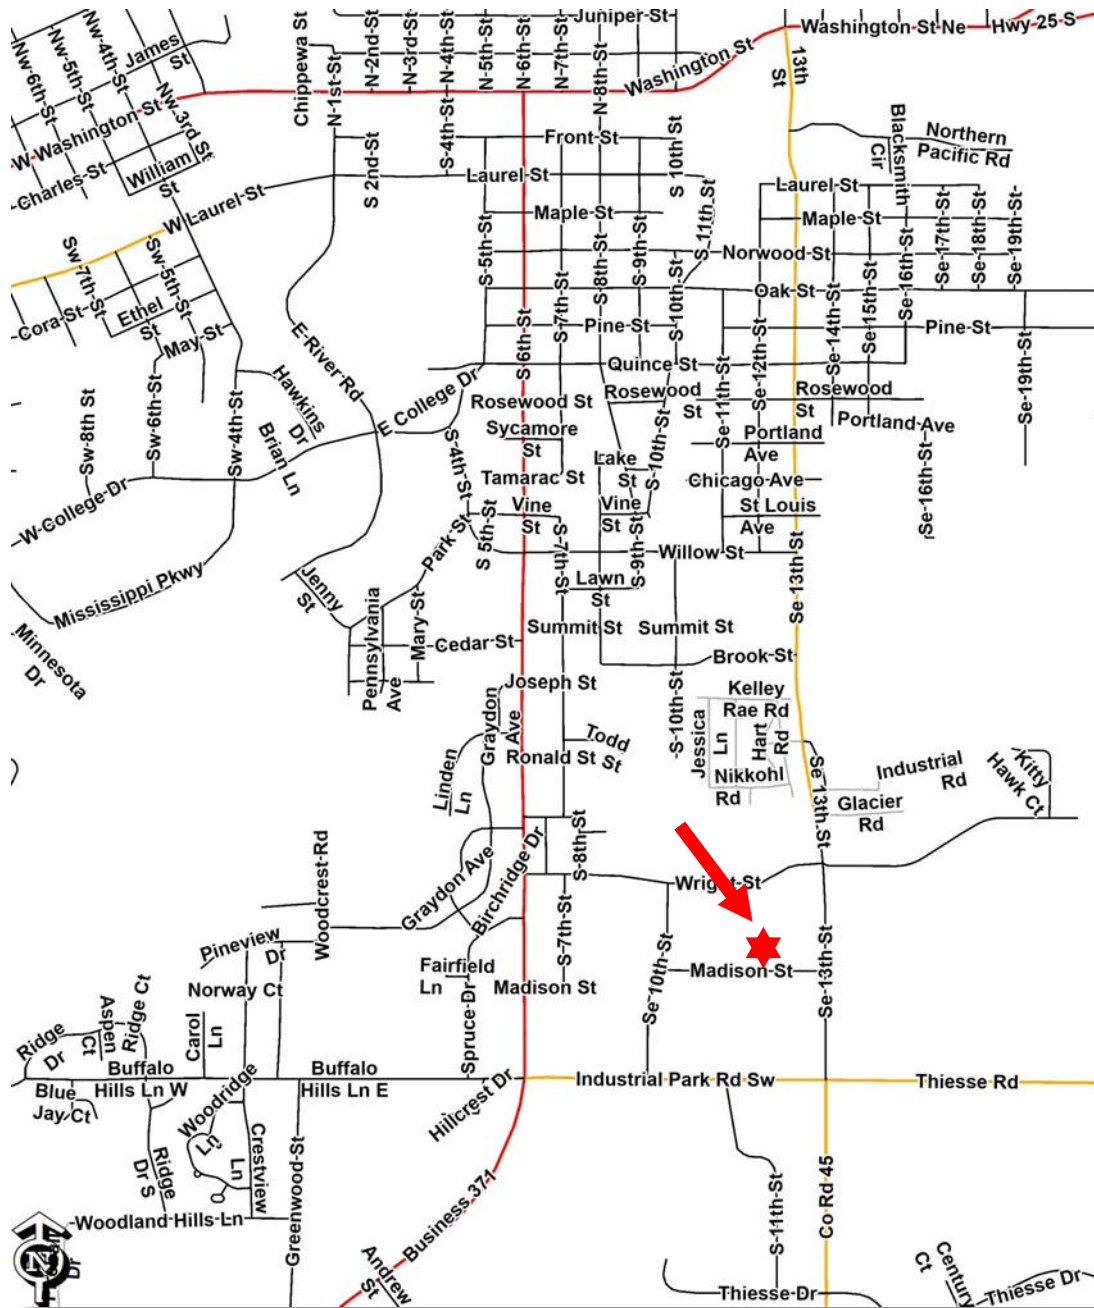 Nw 6th St
Nw 5th St
Nw 4th St
James
St
Chippewa St
N 1st St
N 2nd St
N 3rd St
N 4th St
N 5th St
N 6th St
N 7th St
N 8th St
Juniper St
Washington St
Washington St Ne
Hwy 25 S
13th
St
Nw 3rd St
W Washington St
Charles St
William
St
W Laurel St
S 2nd St
S 4th St
Front St
Laurel St
S 10th St
Maple St
S 11th St
Blacksmith
Cir
Northern
Pacific Rd
Laurel St
Maple St
Norwood St
Oak St
Se 17th St
Se 18th St
Se 19th St
Sw 7th St
Sw 5th St
Ethel
St
Cora St
May St
S 5th St
S 6th St
S 7th St
S 8th St
S 9th St
S 10th St
Pine St
Quince St
Se 16th St
Se 15th St
Se 14th St
Se 12th St
Se 11th St
Pine St
Se 19th St
E River Rd
Hawkins
Dr
Brian Ln
Sw 4th St
Sw 6th St
Sw 8th St
E College Dr
W College Dr
Rosewood St
Sycamore
St
Tamarac St
Rosewood
St
Rosewood
St
Portland Ave
Portland
Ave
Chicago Ave
St Louis
Ave
Se 16th St
Lake
St
S 10th St
Vine
St
Vine
St
S 4th St
S 5th St
Park St
S 7th St
S 9th St
Willow St
Lawn
St
Se 13th St
Mississippi Pkwy
Minnesota
Dr
Jenny
St
Pennsylvania
Ave
Mary St
Cedar St
Summit St
Summit St
Brook St
S 10th St
Joseph St
Graydon
Ave
Linden
Ln
Ronald St
Todd
St
Kelley
Rae Rd
Jessica
Ln
Hart
Rd
Nikkohl
Rd
Se 13th St
Industrial
Rd
Glacier
Rd
Kitty
Hawk Ct
Woodcrest Rd
Graydon Ave
Birchridge Dr
S 8th St
Wright St
Pineview
Dr
Norway Ct
Fairfield
Ln
Spruce Dr
S 7th St
Madison St
Se 10th St
Madison St
Se 13th St
Ridge
Dr
Aspen
Ct
Ridge Ct
Carol
Ln
Buffalo
Hills Ln W
Buffalo
Hills Ln E
Blue
Jay Ct
Hillcrest Dr
Industrial Park Rd Sw
Thiesse Rd
Woodridge
Ln
Crestview
Ln
Ridge
Dr S
Greenwood St
Woodland Hills Ln
Business 371
Andrew
St
S 11th St
Co Rd 45
Thiesse Dr
Century
Ct
Thiesse Dr
N
Dr